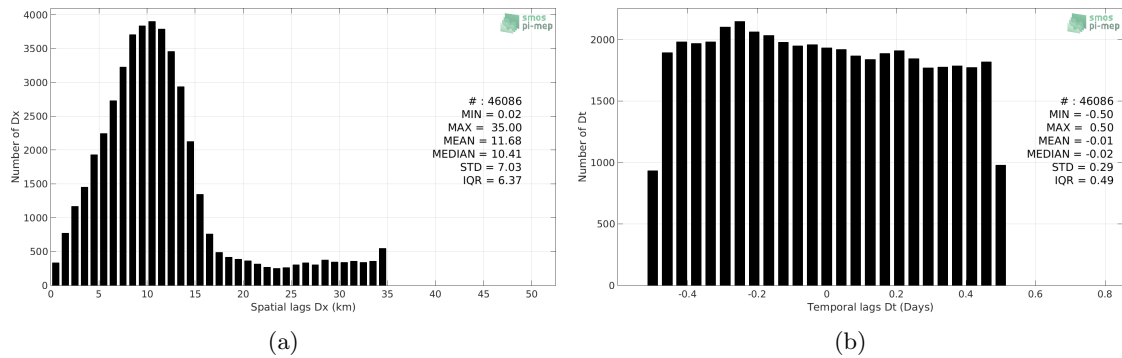 4000
3500
3000
2500
2000
1500
1000
500
0
Number of Dx
smos
pi-mep
# : 46086
MIN = 0.02
MAX = 35.00
MEAN = 11.68
MEDIAN = 10.41
STD = 7.03
IQR = 6.37
0 5 10 15 20 25 30 35 40 45 50
Spatial lags Dx (km)
(a)
2000
1500
1000
500
0
Number of Dt
smos
pi-mep
# : 46086
MIN = -0.50
MAX = 0.50
MEAN = -0.01
MEDIAN = -0.02
STD = 0.29
IQR = 0.49
-0.4 -0.2 0 0.2 0.4 0.6 0.8
Temporal lags Dt (Days)
(b)